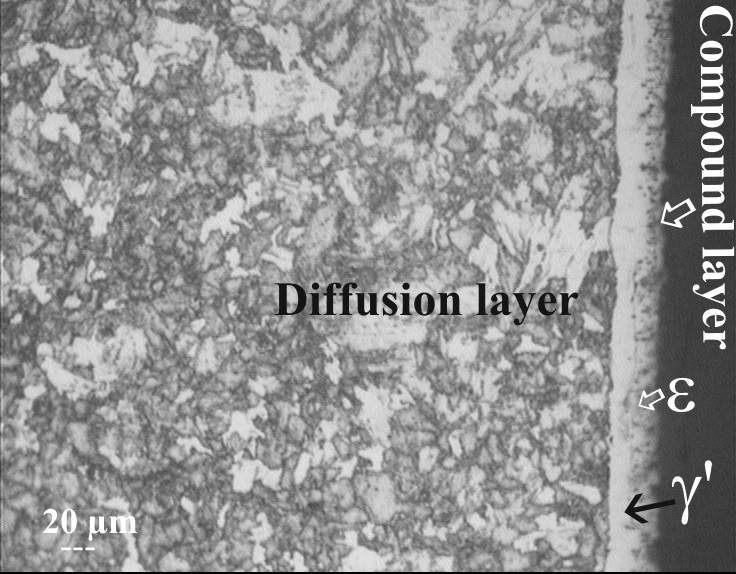 Compound layer
Diffusion layer
ε
γ'
20 μm